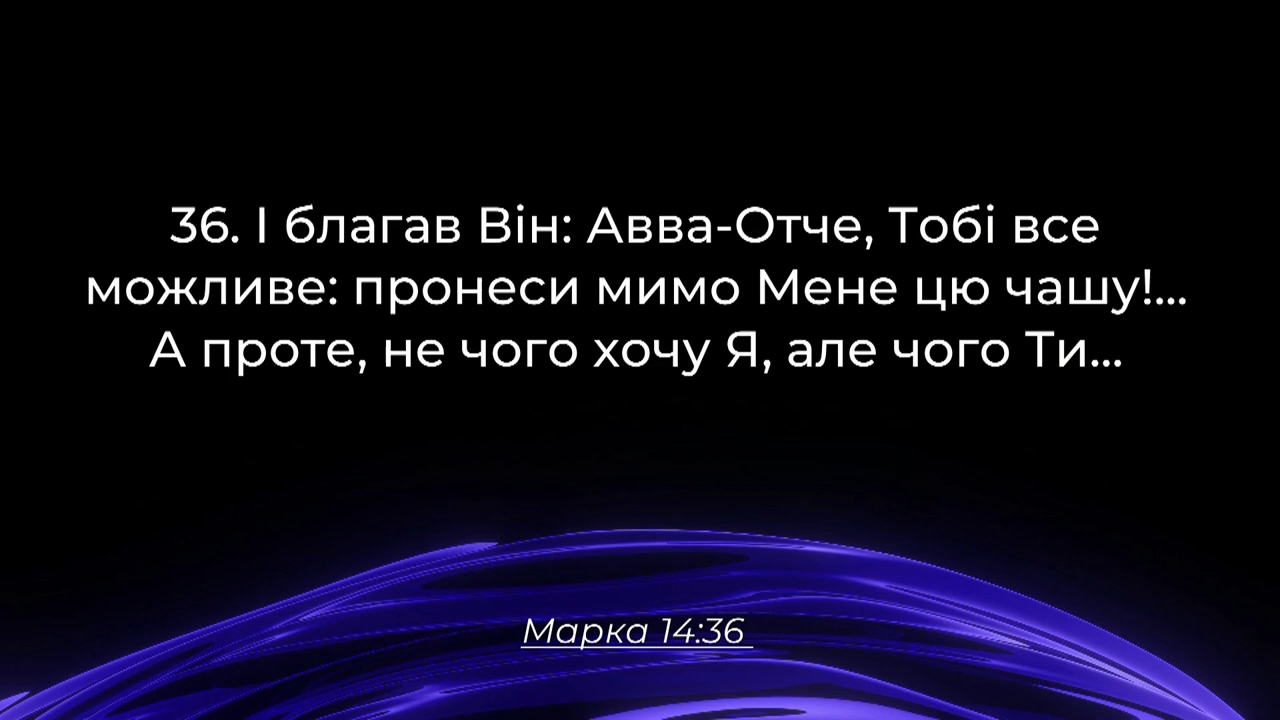 36. І благав Він: Авва-Отче, Тобі все
можливе: пронеси мимо Мене цю чашу!...
А проте, не чого хочу Я, але чого Ти...
Марка 14:36